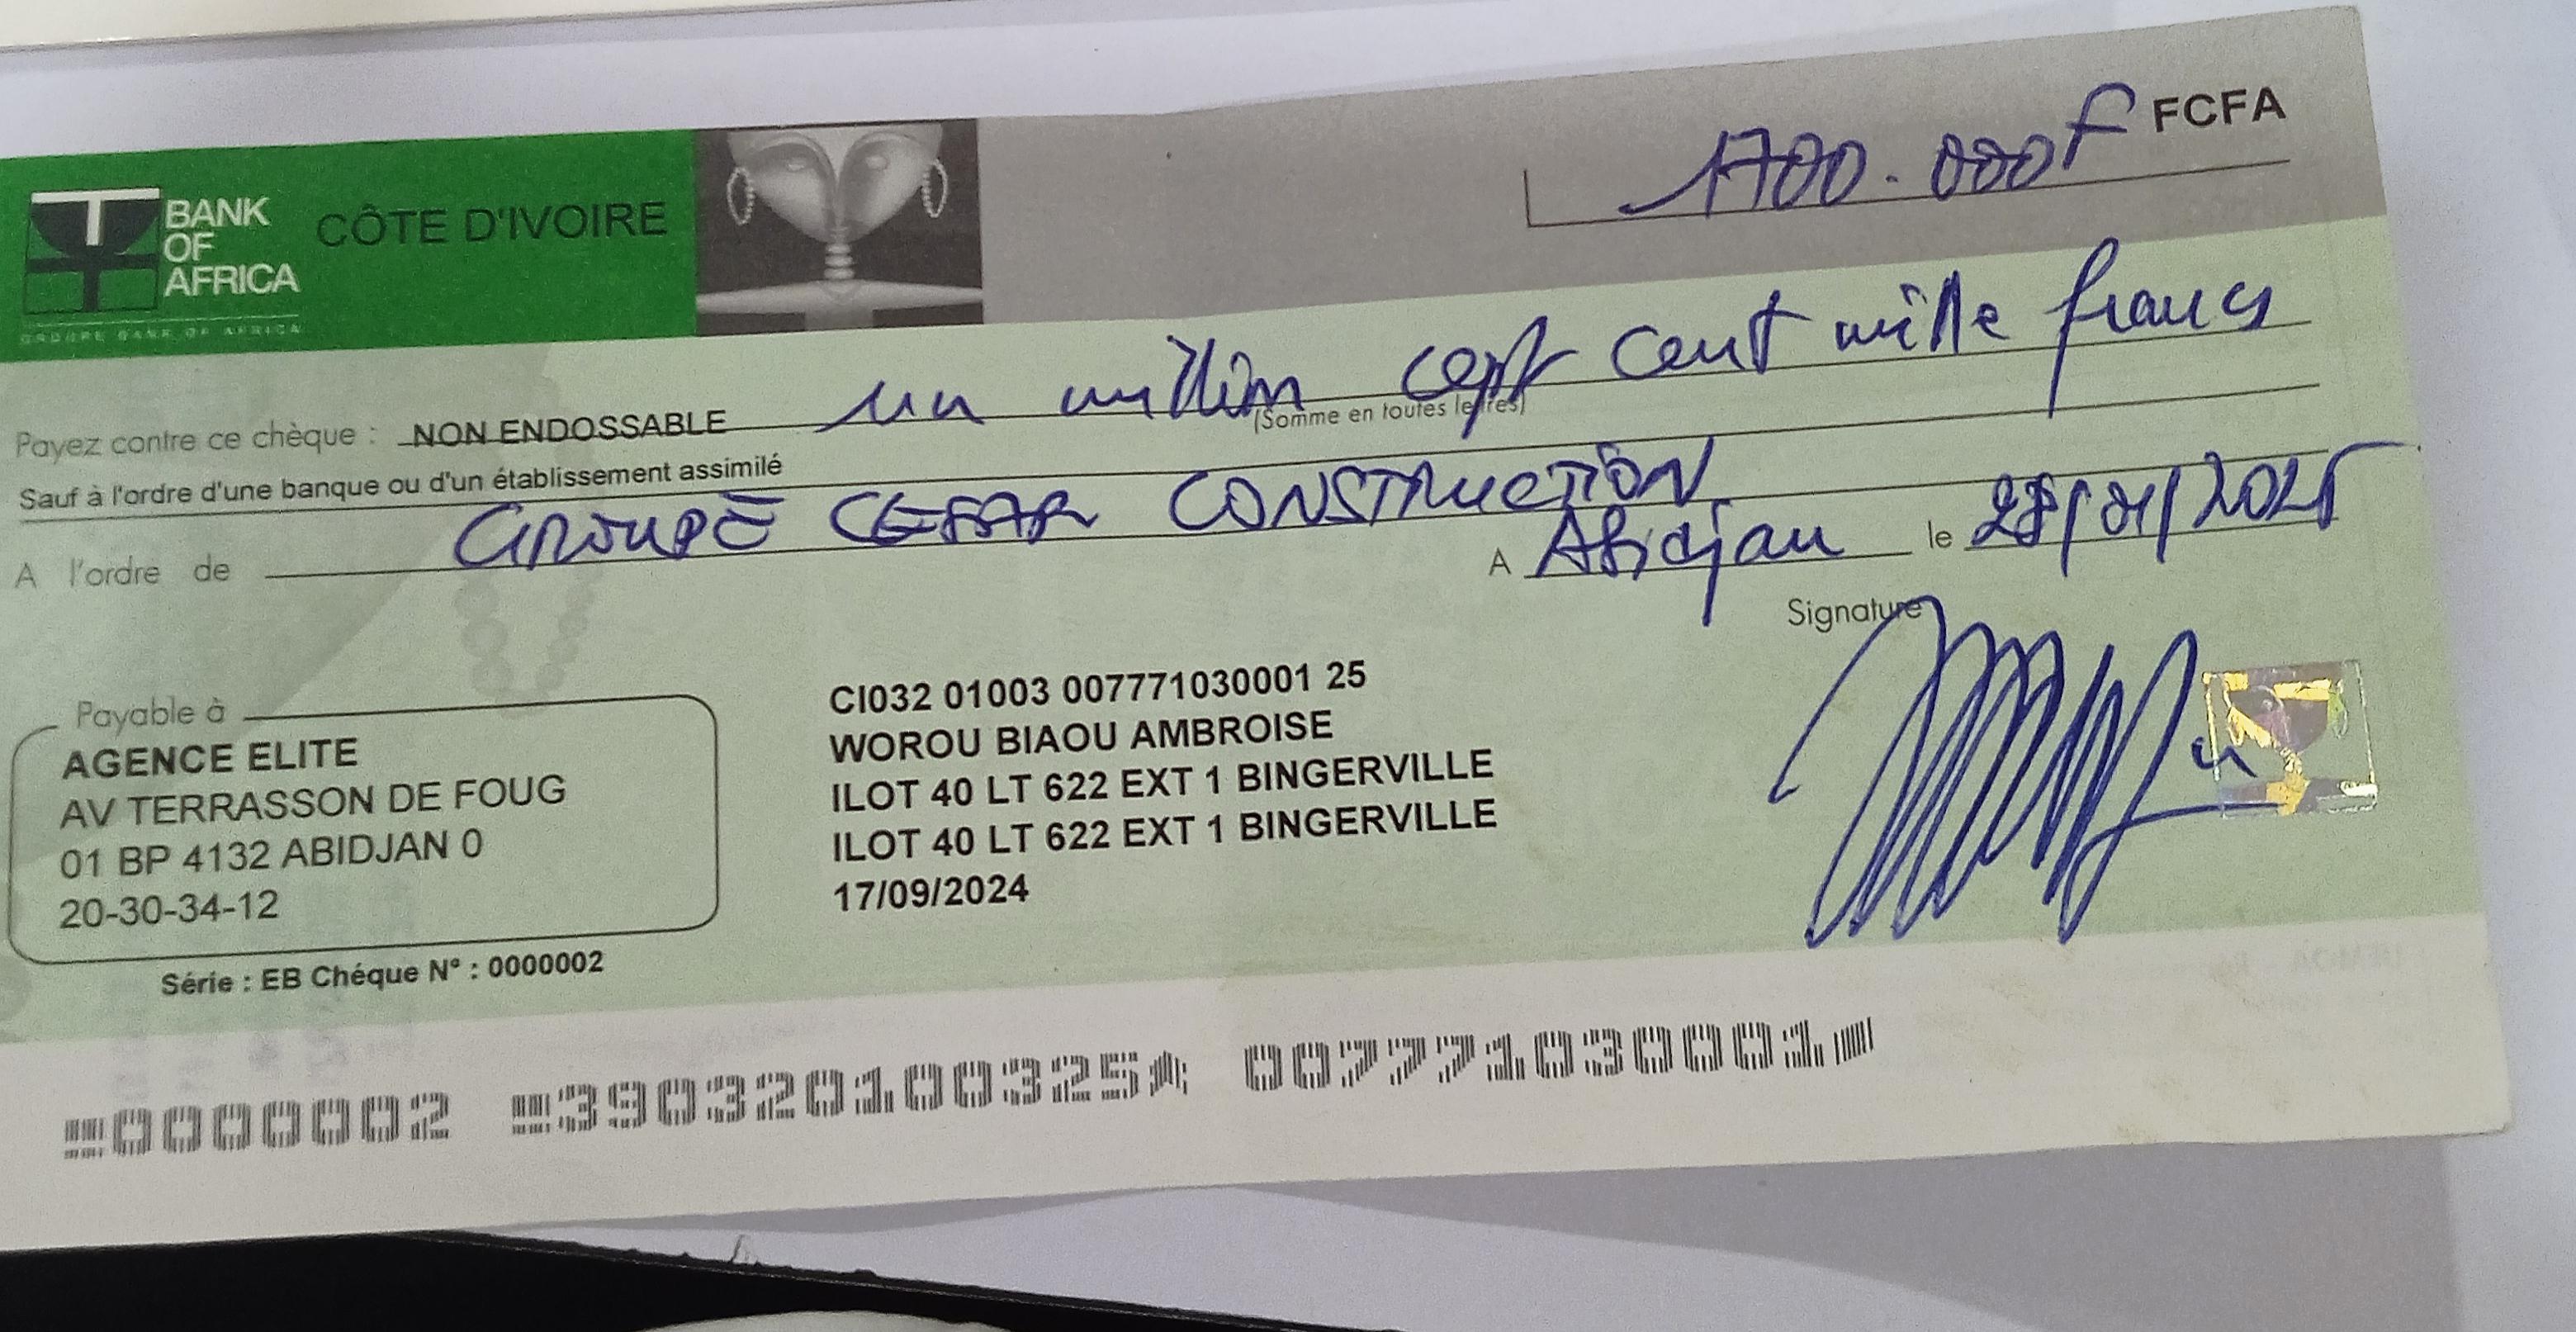 1700.000F FCFA
BANK
OF
AFRICA
CÔTE D'IVOIRE
GROUPE BANK OF AFRICA
Payez contre ce chèque : NON ENDOSSABLE un million sept cent mille francs
(Somme en toutes lettres)
Sauf à l'ordre d'une banque ou d'un établissement assimilé
A l'ordre de GROUPE CESAR CONSTRUCTION
A Abidjan le /01/2025
Signature
Payable à
AGENCE ELITE
AV TERRASSON DE FOUG
01 BP 4132 ABIDJAN 0
20-30-34-12
CI032 01003 007771030001 25
WOROU BIAOU AMBROISE
ILOT 40 LT 622 EXT 1 BINGERVILLE
ILOT 40 LT 622 EXT 1 BINGERVILLE
17/09/2024
Série : EB Chéque N° : 0000002
0000002 390320100325 007771030001